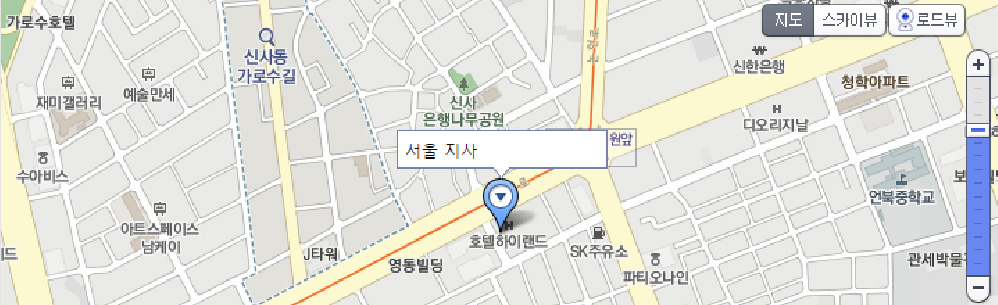 가로수호텔
지도
스카이뷰
로드뷰
신사동
가로수길
신한은행
재미갤러리
예술만세
청학아파트
신사
은행나무공원
디오리지날
원앞
서울 지사
수아비스
언북중학교
아트스페이스
남케이
호텔하이랜드
J타워
SK주유소
영동빌딩
파티오나인
관세박물